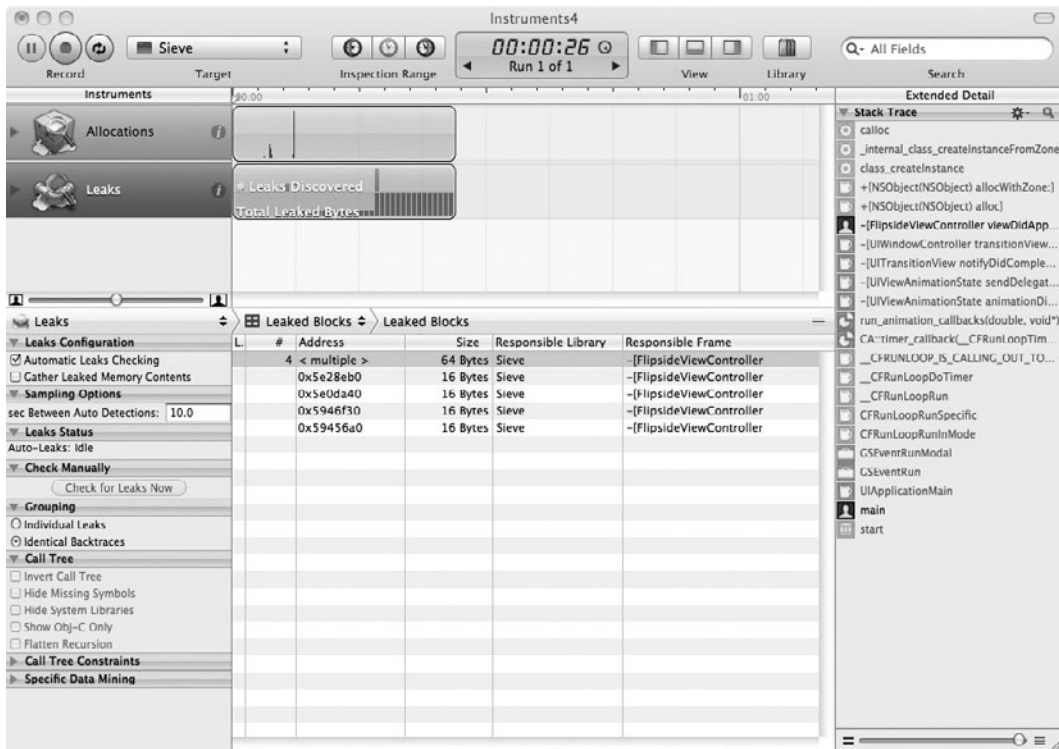 Instruments4
Sieve
00:00:26
Run 1 of 1
Q- All Fields
Record
Target
Inspection Range
View
Library
Search
Instruments
00:00
01:00
Extended Detail
Allocations
Leaks
# Leaks Discovered
Total Leaked Bytes
Stack Trace
calloc
_internal_class_createInstanceFromZone
class_createInstance
+[NSObject(NSObject) allocWithZone:]
+[NSObject(NSObject) alloc]
-[FlipsideViewController viewDidApp...
-[UIWindowController transitionView...
-[UITransitionView notifyDidComple...
-[UIViewAnimationState sendDelegat...
-[UIViewAnimationState animationDi...
run_animation_callbacks(double, void*)
CA::timer_callback(__CFRunLoopTim...
__CFRUNLOOP_IS_CALLING_OUT_TO...
__CFRunLoopDoTimer
__CFRunLoopRun
CFRunLoopRunSpecific
CFRunLoopRunInMode
GSEventRunModal
GSEventRun
UIApplicationMain
main
start
Leaks
Leaked Blocks
Leaked Blocks
Leaks Configuration
Automatic Leaks Checking
Gather Leaked Memory Contents
Sampling Options
sec Between Auto Detections: 10.0
Leaks Status
Auto-Leaks: Idle
Check Manually
Check for Leaks Now
Grouping
Individual Leaks
Identical Backtraces
Call Tree
Invert Call Tree
Hide Missing Symbols
Hide System Libraries
Show Obj-C Only
Flatten Recursion
Call Tree Constraints
Specific Data Mining
L. # Address Size Responsible Library Responsible Frame
4 < multiple > 64 Bytes Sieve -[FlipsideViewController
0x5e28eb0 16 Bytes Sieve -[FlipsideViewController
0x5e0da40 16 Bytes Sieve -[FlipsideViewController
0x5946f30 16 Bytes Sieve -[FlipsideViewController
0x59456a0 16 Bytes Sieve -[FlipsideViewController